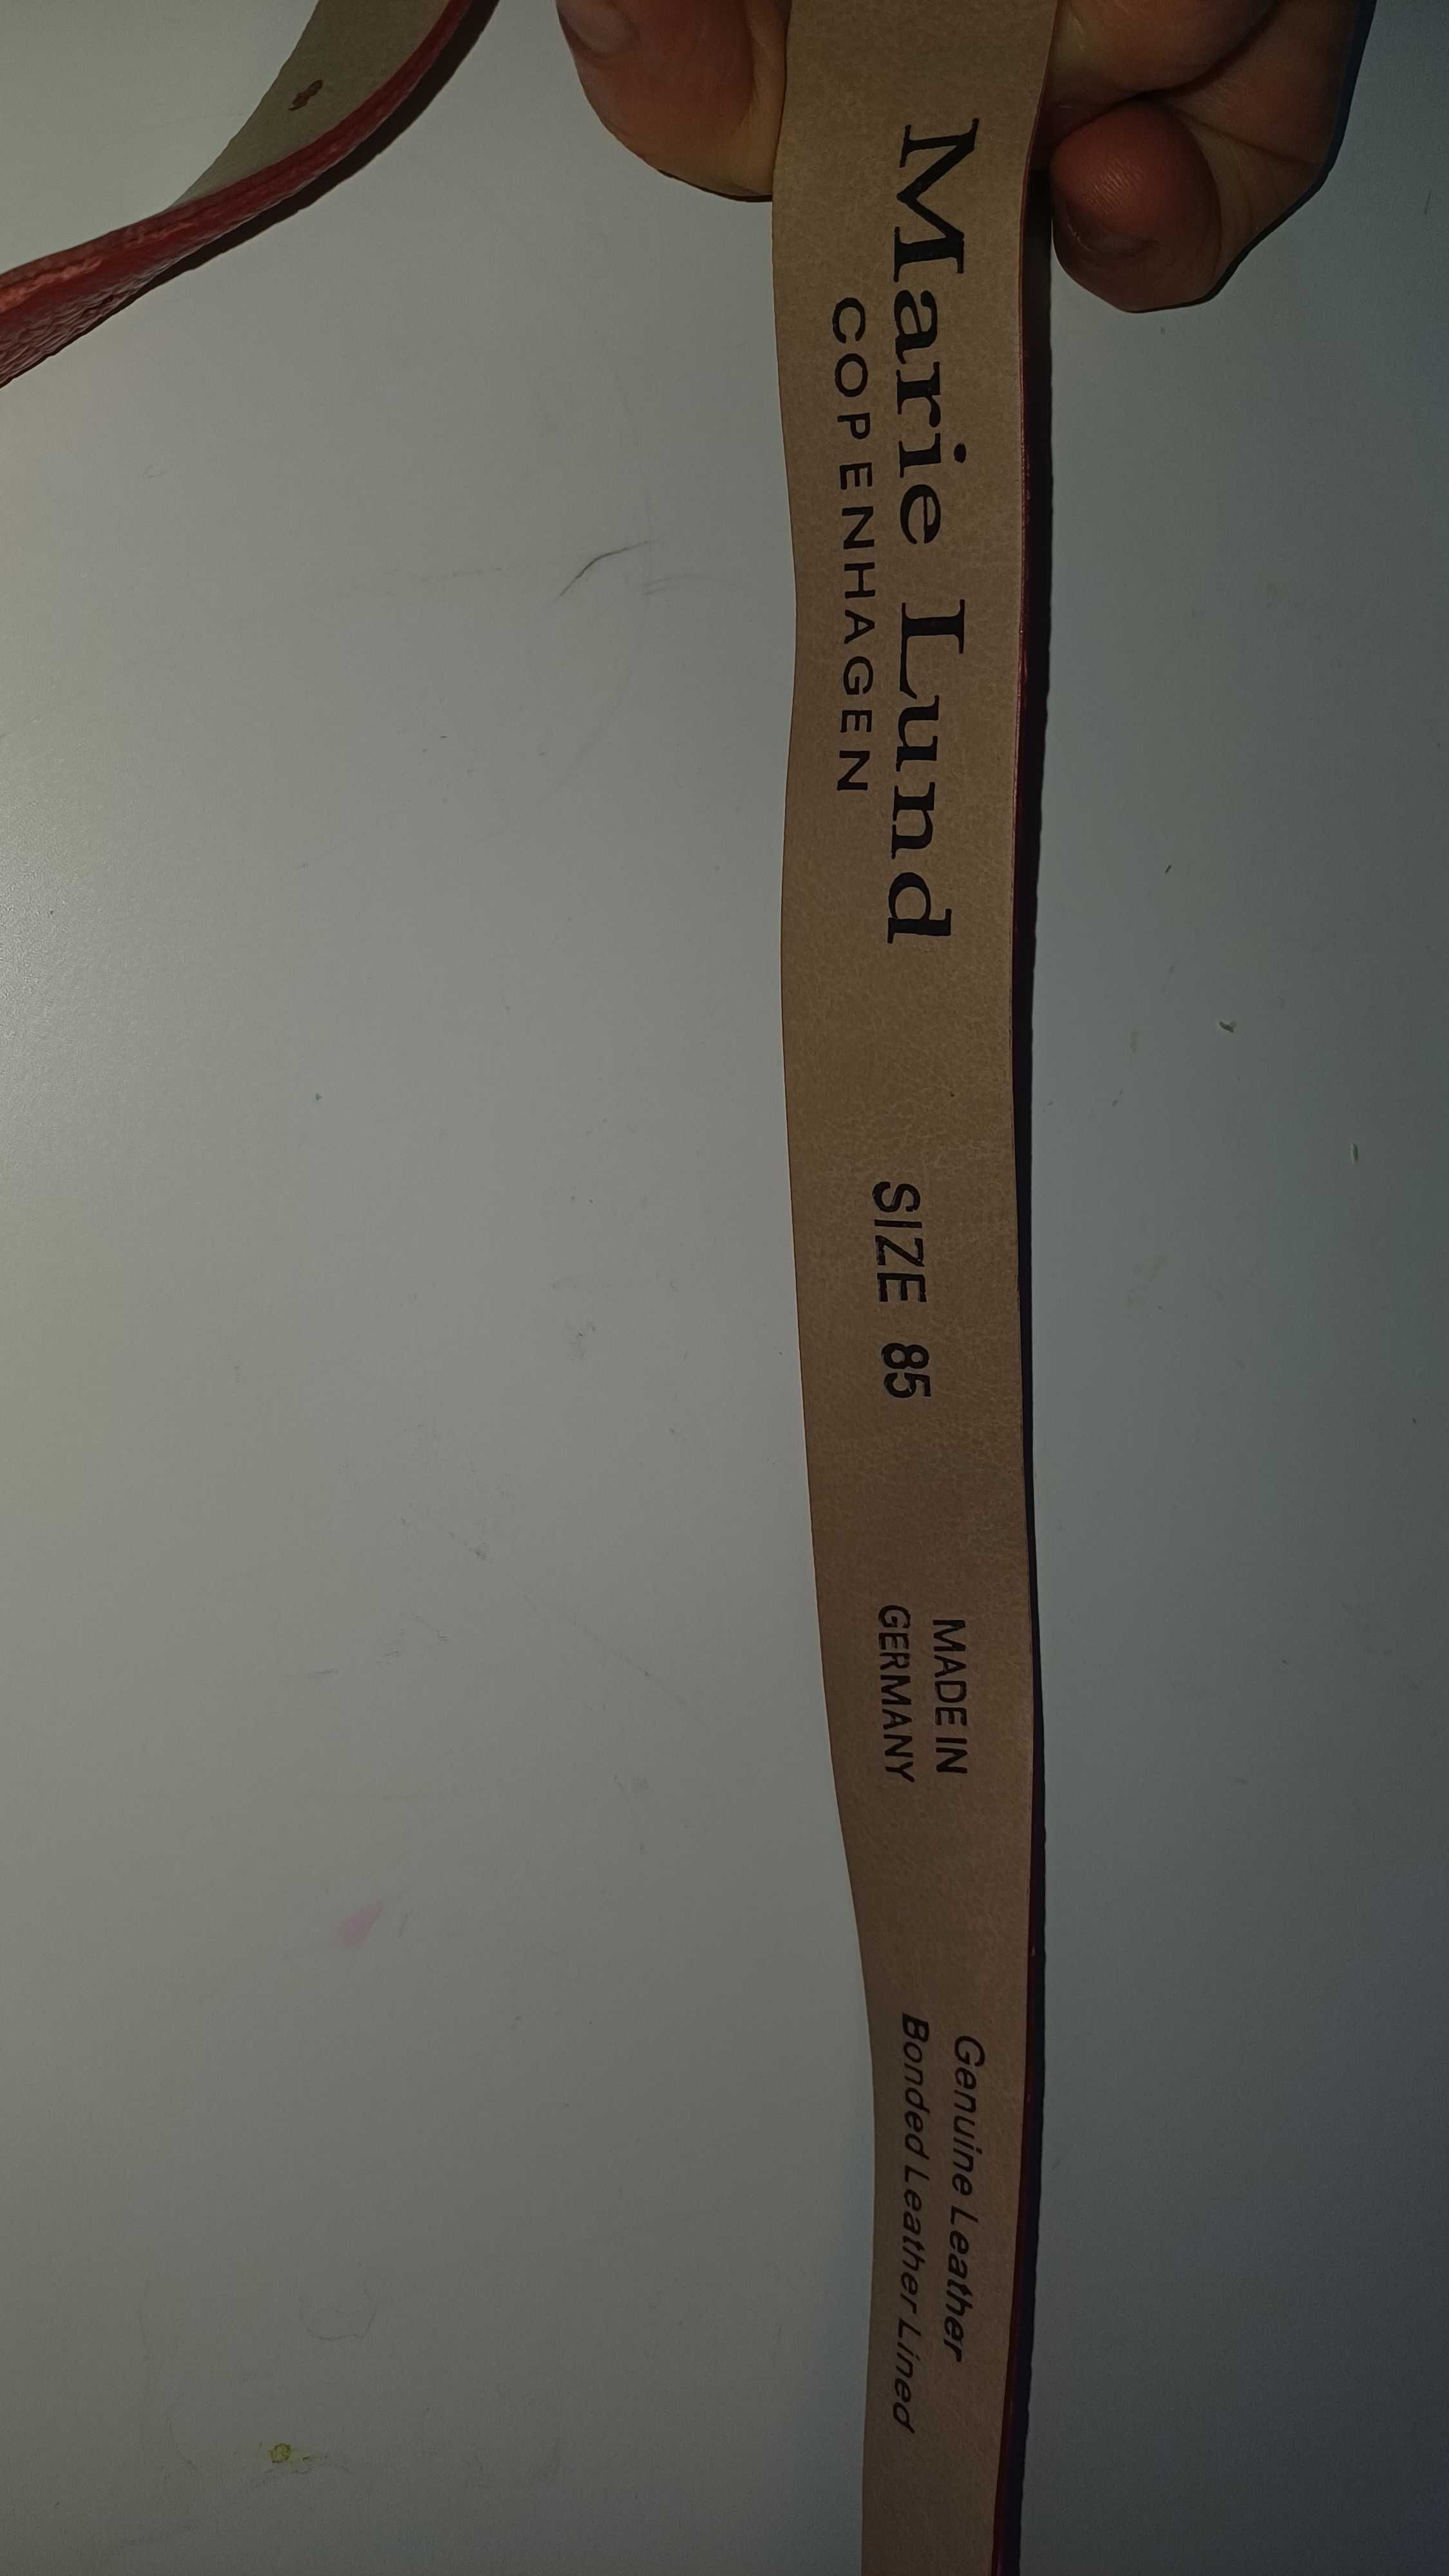 Marie Lund
COPENHAGEN
SIZE 85
MADE IN
GERMANY
Genuine Leather
Bonded Leather Lined